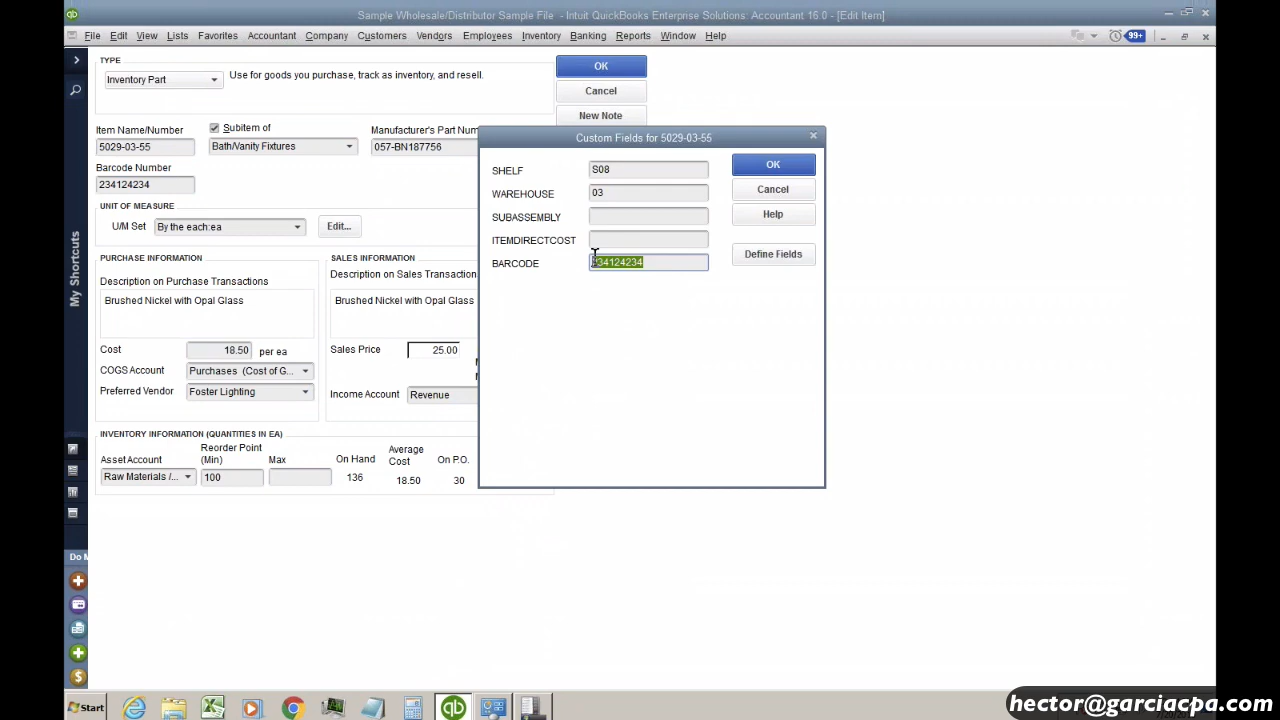 Sample Wholesale/Distributor Sample File - Intuit QuickBooks Enterprise Solutions: Accountant 16.0 - [Edit Item]
File Edit View Lists Favorites Accountant Company Customers Vendors Employees Inventory Banking Reports Window Help 99+
TYPE
Inventory Part
Use for goods you purchase, track as inventory, and resell.
OK
Cancel
New Note
Item Name/Number
Subitem of
Manufacturer's Part Num
5029-03-55
Bath/Vanity Fixtures
057-BN187756
Barcode Number
234124234
UNIT OF MEASURE
U/M Set
By the each:ea
Edit...
PURCHASE INFORMATION
SALES INFORMATION
Description on Purchase Transactions
Description on Sales Transac
Brushed Nickel with Opal Glass
Brushed Nickel with Opal Glass
Cost
18.50
per ea
Sales Price
25.00
COGS Account
Purchases (Cost of G...
Preferred Vendor
Foster Lighting
Income Account
Revenue
INVENTORY INFORMATION (QUANTITIES IN EA)
Asset Account
Reorder Point (Min)
Max
On Hand
Average Cost
On P.O.
Raw Materials /...
100
136
18.50
30
Custom Fields for 5029-03-55
SHELF
S08
OK
WAREHOUSE
03
Cancel
SUBASSEMBLY
Help
ITEMDIRECTCOST
Define Fields
BARCODE
234124234
My Shortcuts
Do M
Start
hector@garciacpa.com